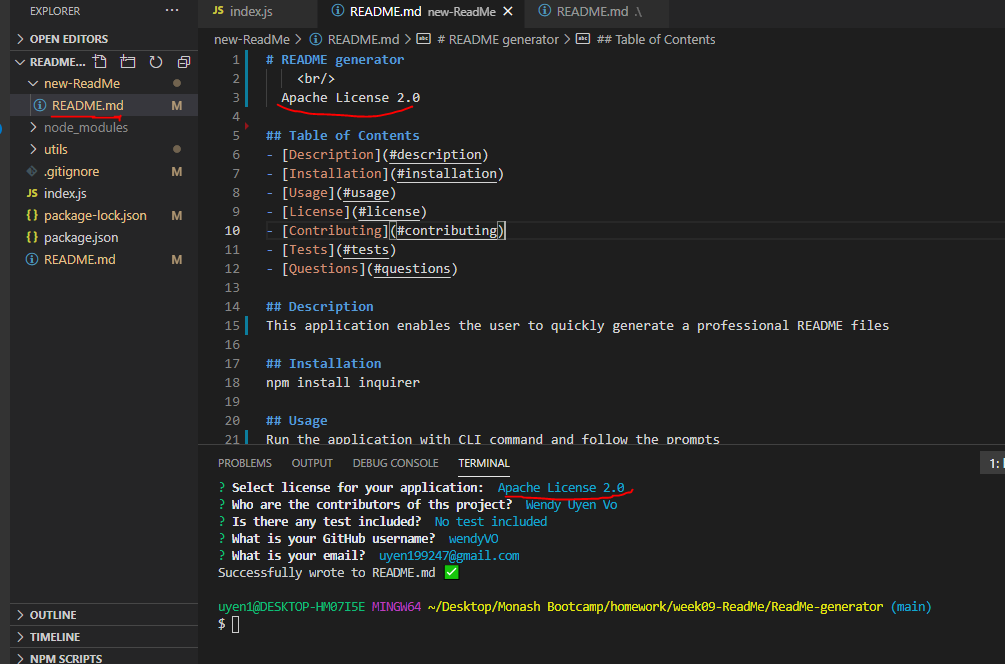 EXPLORER ···
OPEN EDITORS
README...
new-ReadMe
README.md M
node_modules
utils
.gitignore M
JS index.js
{} package-lock.json M
{} package.json
README.md M
OUTLINE
TIMELINE
NPM SCRIPTS
JS index.js README.md new-ReadMe README.md .\
new-ReadMe > README.md > # README generator > ## Table of Contents
1 # README generator
2 <br/>
3 Apache License 2.0
4
5 ## Table of Contents
6 - [Description](#description)
7 - [Installation](#installation)
8 - [Usage](#usage)
9 - [License](#license)
10 - [Contributing](#contributing)
11 - [Tests](#tests)
12 - [Questions](#questions)
13
14 ## Description
15 This application enables the user to quickly generate a professional README files
16
17 ## Installation
18 npm install inquirer
19
20 ## Usage
21 Run the application with CLI command and follow the prompts
PROBLEMS OUTPUT DEBUG CONSOLE TERMINAL 1:
? Select license for your application: Apache License 2.0
? Who are the contributors of ths project? Wendy Uyen Vo
? Is there any test included? No test included
? What is your GitHub username? wendyVO
? What is your email? uyen199247@gmail.com
Successfully wrote to README.md ✅
uyen1@DESKTOP-HM07I5E MINGW64 ~/Desktop/Monash Bootcamp/homework/week09-ReadMe/ReadMe-generator (main)
$